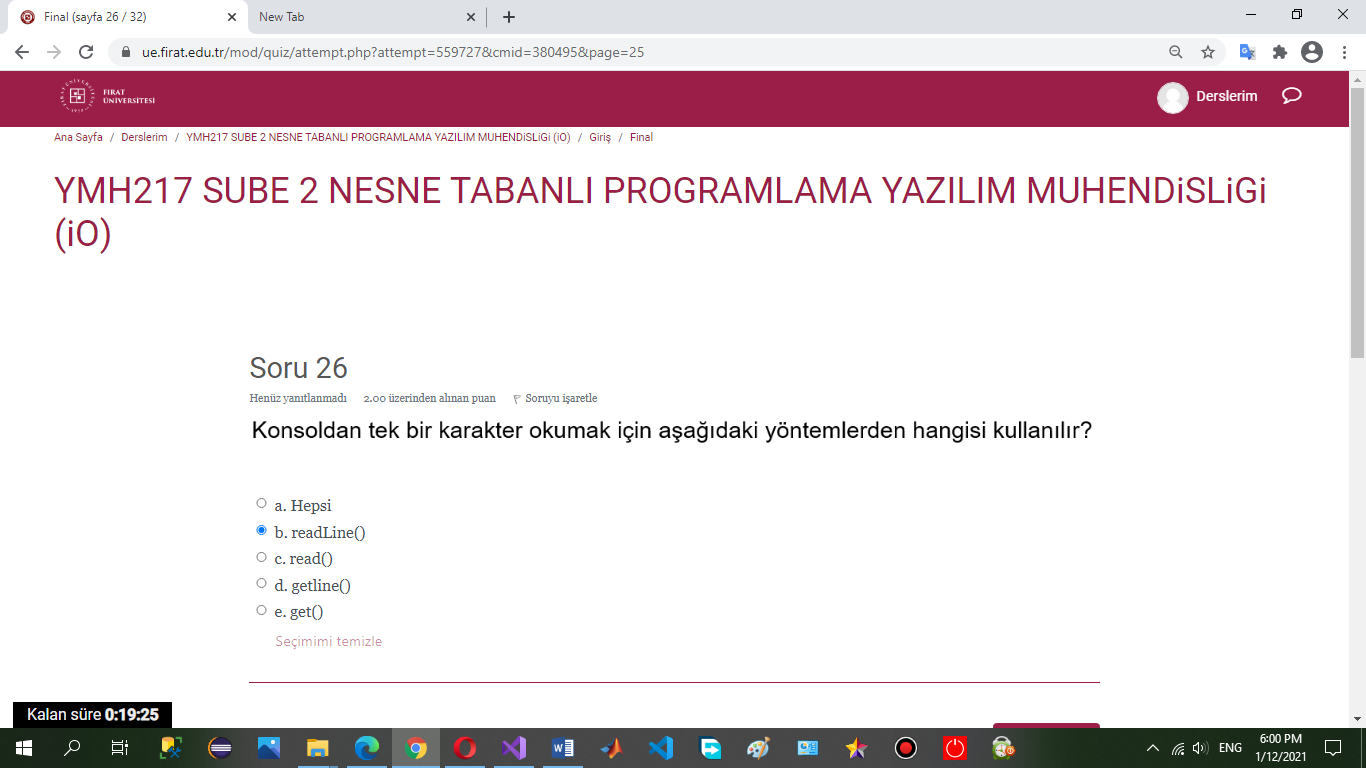 Final (sayfa 26 / 32)
New Tab
ue.firat.edu.tr/mod/quiz/attempt.php?attempt=559727&cmid=380495&page=25
FIRAT
ÜNİVERSİTESİ
Derslerim
Ana Sayfa / Derslerim / YMH217 SUBE 2 NESNE TABANLI PROGRAMLAMA YAZILIM MUHENDiSLiGi (iO) / Giriş / Final
YMH217 SUBE 2 NESNE TABANLI PROGRAMLAMA YAZILIM MUHENDiSLiGi
(iO)
Soru 26
Henüz yanıtlanmadı 2.00 üzerinden alınan puan Soruyu işaretle
Konsoldan tek bir karakter okumak için aşağıdaki yöntemlerden hangisi kullanılır?
a. Hepsi
b. readLine()
c. read()
d. getline()
e. get()
Seçimimi temizle
Kalan süre 0:19:25
ENG
6:00 PM
1/12/2021